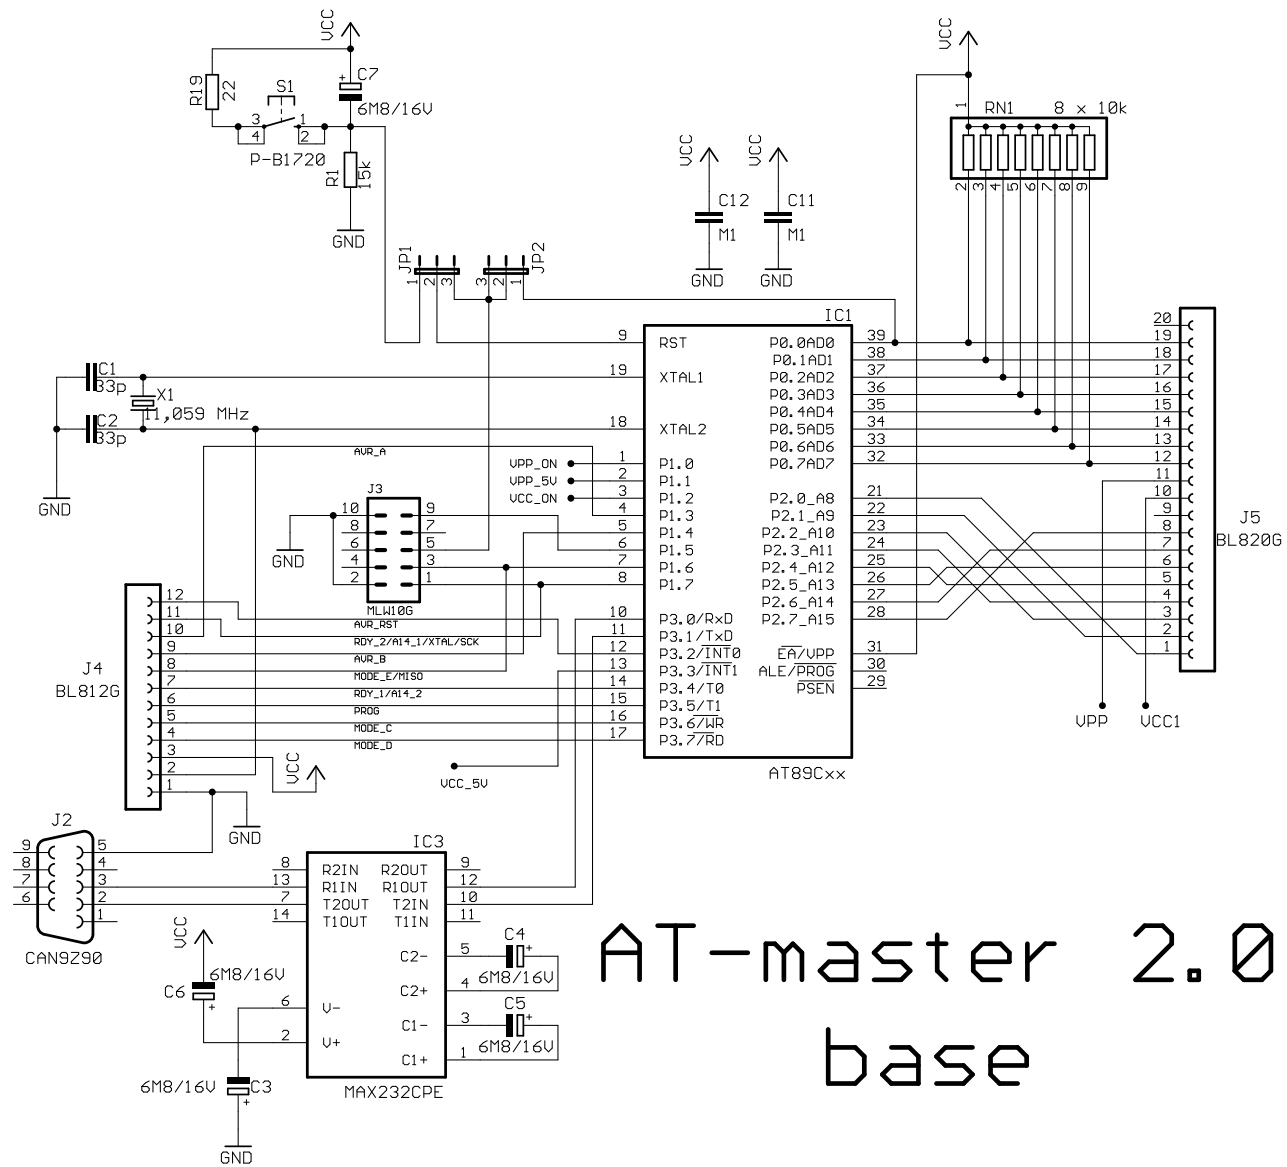 VCC
R19
22
S1
3
4
1
2
P-B1720
+
C7
6M8/16V
R1
15k
GND
VCC
C12
M1
GND
VCC
C11
M1
GND
VCC
1
RN1
8 x 10k
2 3 4 5 6 7 8 9
JP1
1 2 3
JP2
3 2 1
IC1
9 RST
19 XTAL1
18 XTAL2
VPP_ON 1 P1.0
VPP_5V 2 P1.1
VCC_ON 3 P1.2
4 P1.3
5 P1.4
6 P1.5
7 P1.6
8 P1.7
10 P3.0/RxD
11 P3.1/TxD
12 P3.2/INT0
13 P3.3/INT1
14 P3.4/T0
15 P3.5/T1
16 P3.6/WR
17 P3.7/RD
P0.0AD0 39
P0.1AD1 38
P0.2AD2 37
P0.3AD3 36
P0.4AD4 35
P0.5AD5 34
P0.6AD6 33
P0.7AD7 32
P2.0_A8 21
P2.1_A9 22
P2.2_A10 23
P2.3_A11 24
P2.4_A12 25
P2.5_A13 26
P2.6_A14 27
P2.7_A15 28
EA/VPP 31
ALE/PROG 30
PSEN 29
AT89Cxx
20
19
18
17
16
15
14
13
12
11
10
9
8
7
6
5
4
3
2
1
J5
BL820G
VPP
VCC1
C1
33p
X1
11,059 MHz
C2
33p
GND
AVR_A
J3
10 9
8 7
6 5
4 3
2 1
MLW10G
GND
AVR_RST
RDY_2/A14_1/XTAL/SCK
AVR_B
MODE_E/MISO
RDY_1/A14_2
PROG
MODE_C
MODE_D
VCC_5V
J4
BL812G
12
11
10
9
8
7
6
5
4
3
2
1
VCC
GND
J2
9
8
7
6
5
4
3
2
1
CAN9Z90
IC3
8 R2IN
13 R1IN
7 T2OUT
14 T1OUT
6 V-
2 V+
R2OUT 9
R1OUT 12
T2IN 10
T1IN 11
C2- 5
C2+ 4
C1- 3
C1+ 1
MAX232CPE
C4
+
6M8/16V
C5
+
6M8/16V
VCC
6M8/16V
C6
+
6M8/16V
C3
+
GND
AT-master 2.0
base